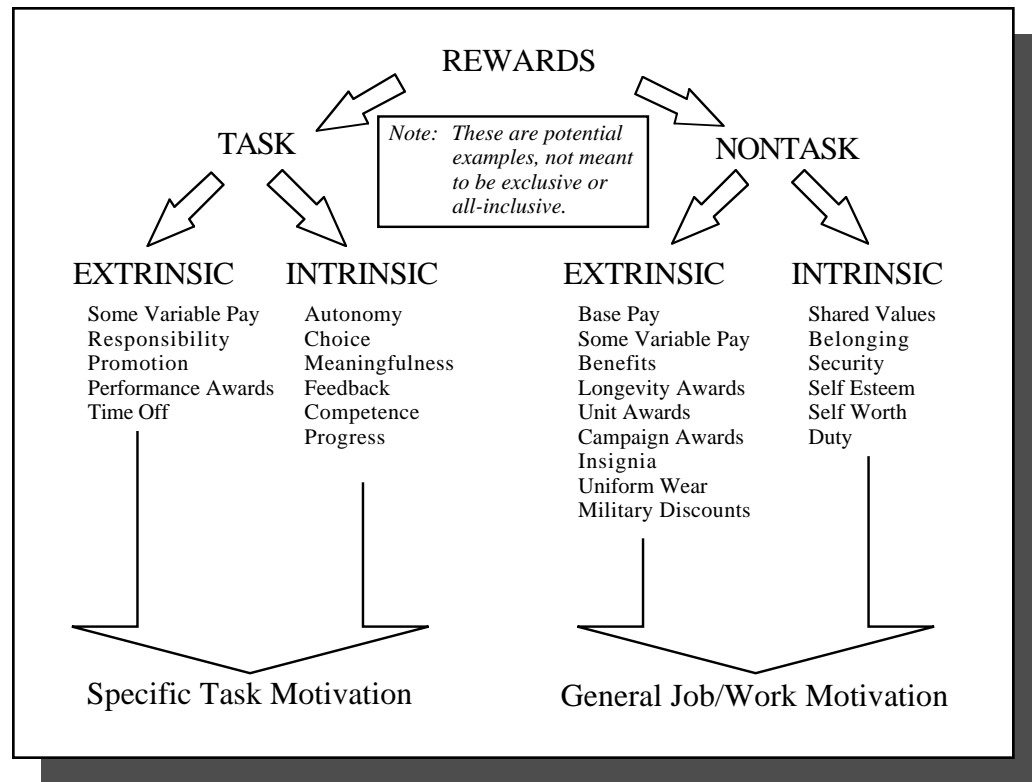 REWARDS
TASK
Note: These are potential
examples, not meant
to be exclusive or
all-inclusive.
NONTASK
EXTRINSIC
Some Variable Pay
Responsibility
Promotion
Performance Awards
Time Off
INTRINSIC
Autonomy
Choice
Meaningfulness
Feedback
Competence
Progress
EXTRINSIC
Base Pay
Some Variable Pay
Benefits
Longevity Awards
Unit Awards
Campaign Awards
Insignia
Uniform Wear
Military Discounts
INTRINSIC
Shared Values
Belonging
Security
Self Esteem
Self Worth
Duty
Specific Task Motivation
General Job/Work Motivation